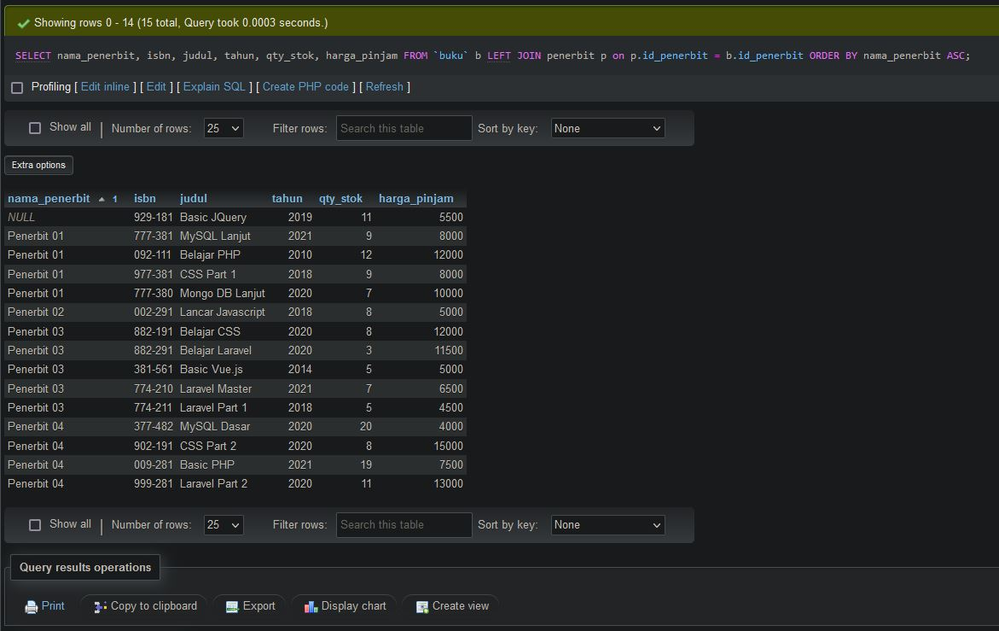 Showing rows 0 - 14 (15 total, Query took 0.0003 seconds.)
SELECT nama_penerbit, isbn, judul, tahun, qty_stok, harga_pinjam FROM `buku` b LEFT JOIN penerbit p on p.id_penerbit = b.id_penerbit ORDER BY nama_penerbit ASC;
Profiling [ Edit inline ] [ Edit ] [ Explain SQL ] [ Create PHP code ] [ Refresh ]
Show all | Number of rows: 25 Filter rows: Search this table Sort by key: None
Extra options
nama_penerbit 1 isbn judul tahun qty_stok harga_pinjam
NULL 929-181 Basic JQuery 2019 11 5500
Penerbit 01 777-381 MySQL Lanjut 2021 9 8000
Penerbit 01 092-111 Belajar PHP 2010 12 12000
Penerbit 01 977-381 CSS Part 1 2018 9 8000
Penerbit 01 777-380 Mongo DB Lanjut 2020 7 10000
Penerbit 02 002-291 Lancar Javascript 2018 8 5000
Penerbit 03 882-191 Belajar CSS 2020 8 12000
Penerbit 03 882-291 Belajar Laravel 2020 3 11500
Penerbit 03 381-561 Basic Vue.js 2014 5 5000
Penerbit 03 774-210 Laravel Master 2021 7 6500
Penerbit 03 774-211 Laravel Part 1 2018 5 4500
Penerbit 04 377-482 MySQL Dasar 2020 20 4000
Penerbit 04 902-191 CSS Part 2 2020 8 15000
Penerbit 04 009-281 Basic PHP 2021 19 7500
Penerbit 04 999-281 Laravel Part 2 2020 11 13000
Show all | Number of rows: 25 Filter rows: Search this table Sort by key: None
Query results operations
Print Copy to clipboard Export Display chart Create view